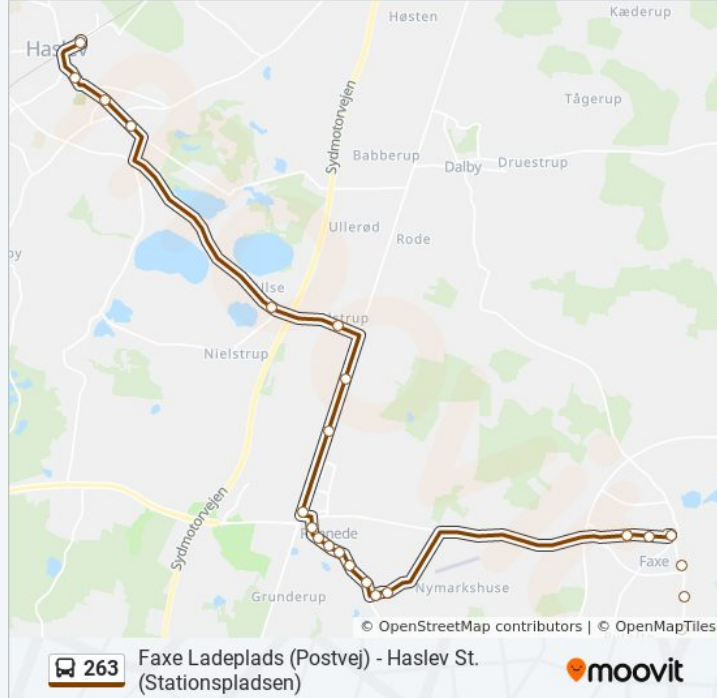 Høsten
Kæderup
Haslev
Tågerup
Sydmotorvejen
Babberup
Dalby
Druestrup
Ullerød
Rode
Nielstrup
Sydmotorvejen
Faxe
Nymarkshuse
Grunderup
© OpenStreetMap contributors | © OpenMapTiles
263
Faxe Ladeplads (Postvej) - Haslev St.
(Stationspladsen)
moovit